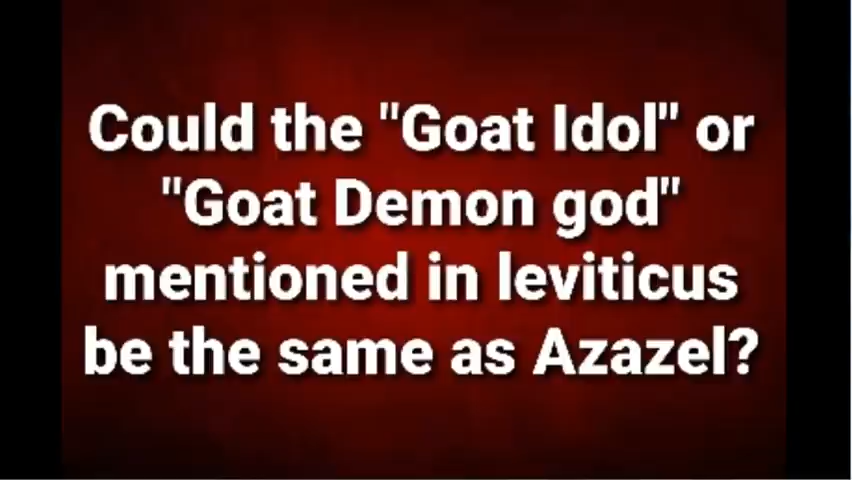 Could the "Goat Idol" or
"Goat Demon god"
mentioned in leviticus
be the same as Azazel?